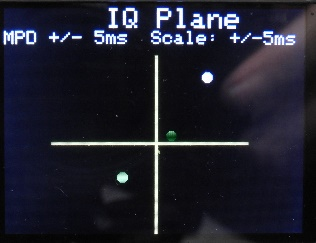 IQ Plane
MPD +/- 5ms Scale: +/-5ms